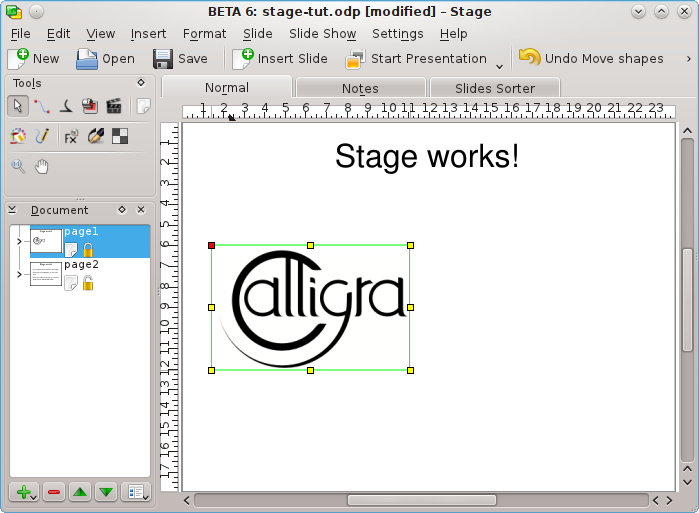 BETA 6: stage-tut.odp [modified] – Stage
File Edit View Insert Format Slide Slide Show Settings Help
New Open Save Insert Slide Start Presentation Undo Move shapes
Tools
Normal Notes Slides Sorter
1 2 3 4 5 6 7 8 9 10 11 12 13 14 15 16 17 18 19 20 21 22 23
Stage works!
Document
page1
page2
Calligra
1
2
3
4
5
6
7
8
9
10
11
12
13
14
15
16
17